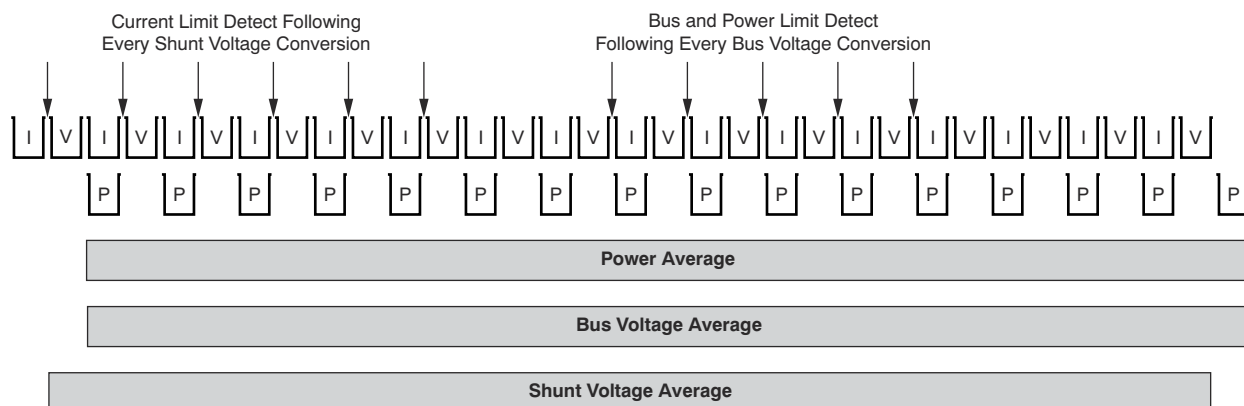 Current Limit Detect Following
Every Shunt Voltage Conversion
Bus and Power Limit Detect
Following Every Bus Voltage Conversion
I V I V I V I V I V I V I V I V I V I V I V I V I V I V I V I V
P P P P P P P P P P P P P P P P
Power Average
Bus Voltage Average
Shunt Voltage Average